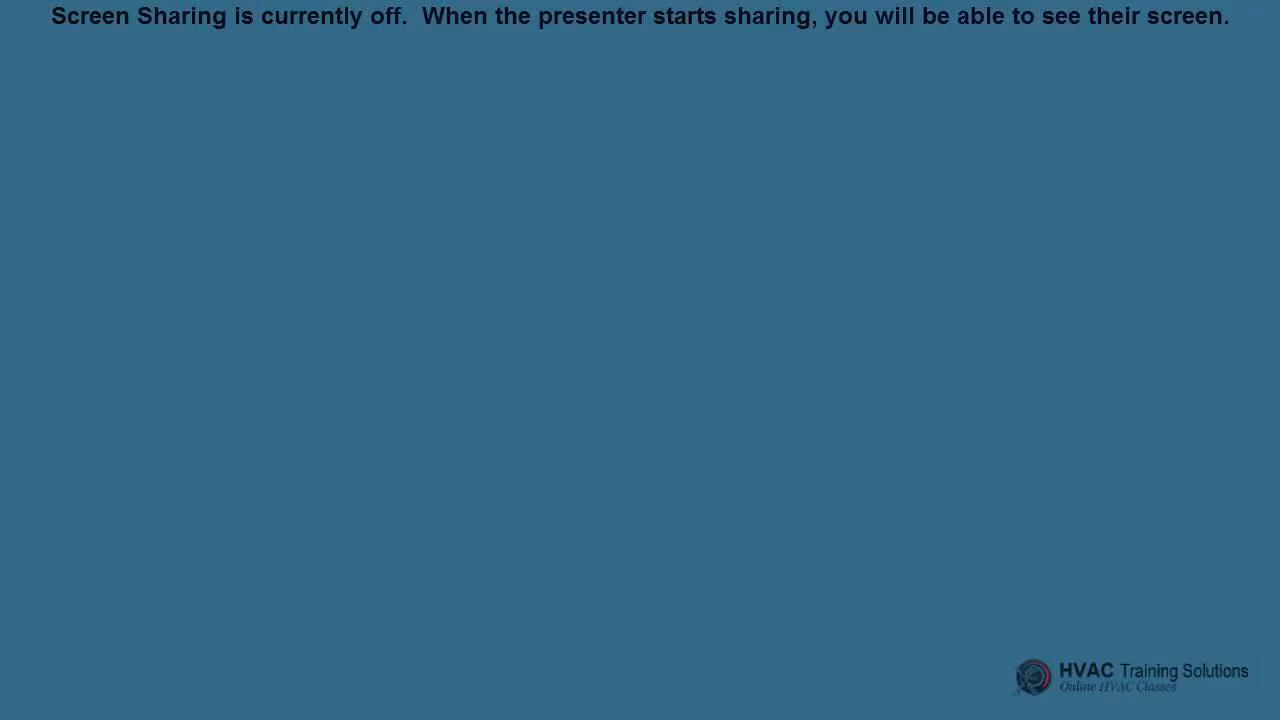 Screen Sharing is currently off.  When the presenter starts sharing, you will be able to see their screen.
HVAC Training Solutions
Online HVAC Classes